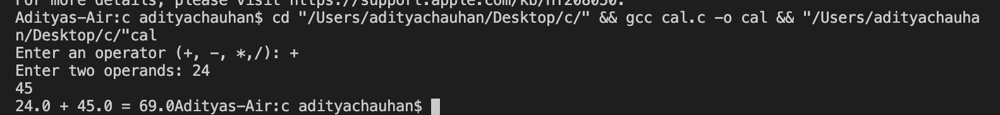 For more details, please visit https://support.apple.com/kb/HT208050.
Adityas-Air:c adityachauhan$ cd "/Users/adityachauhan/Desktop/c/" && gcc cal.c -o cal && "/Users/adityachauha
n/Desktop/c/"cal
Enter an operator (+, -, *,/): +
Enter two operands: 24
45
24.0 + 45.0 = 69.0Adityas-Air:c adityachauhan$